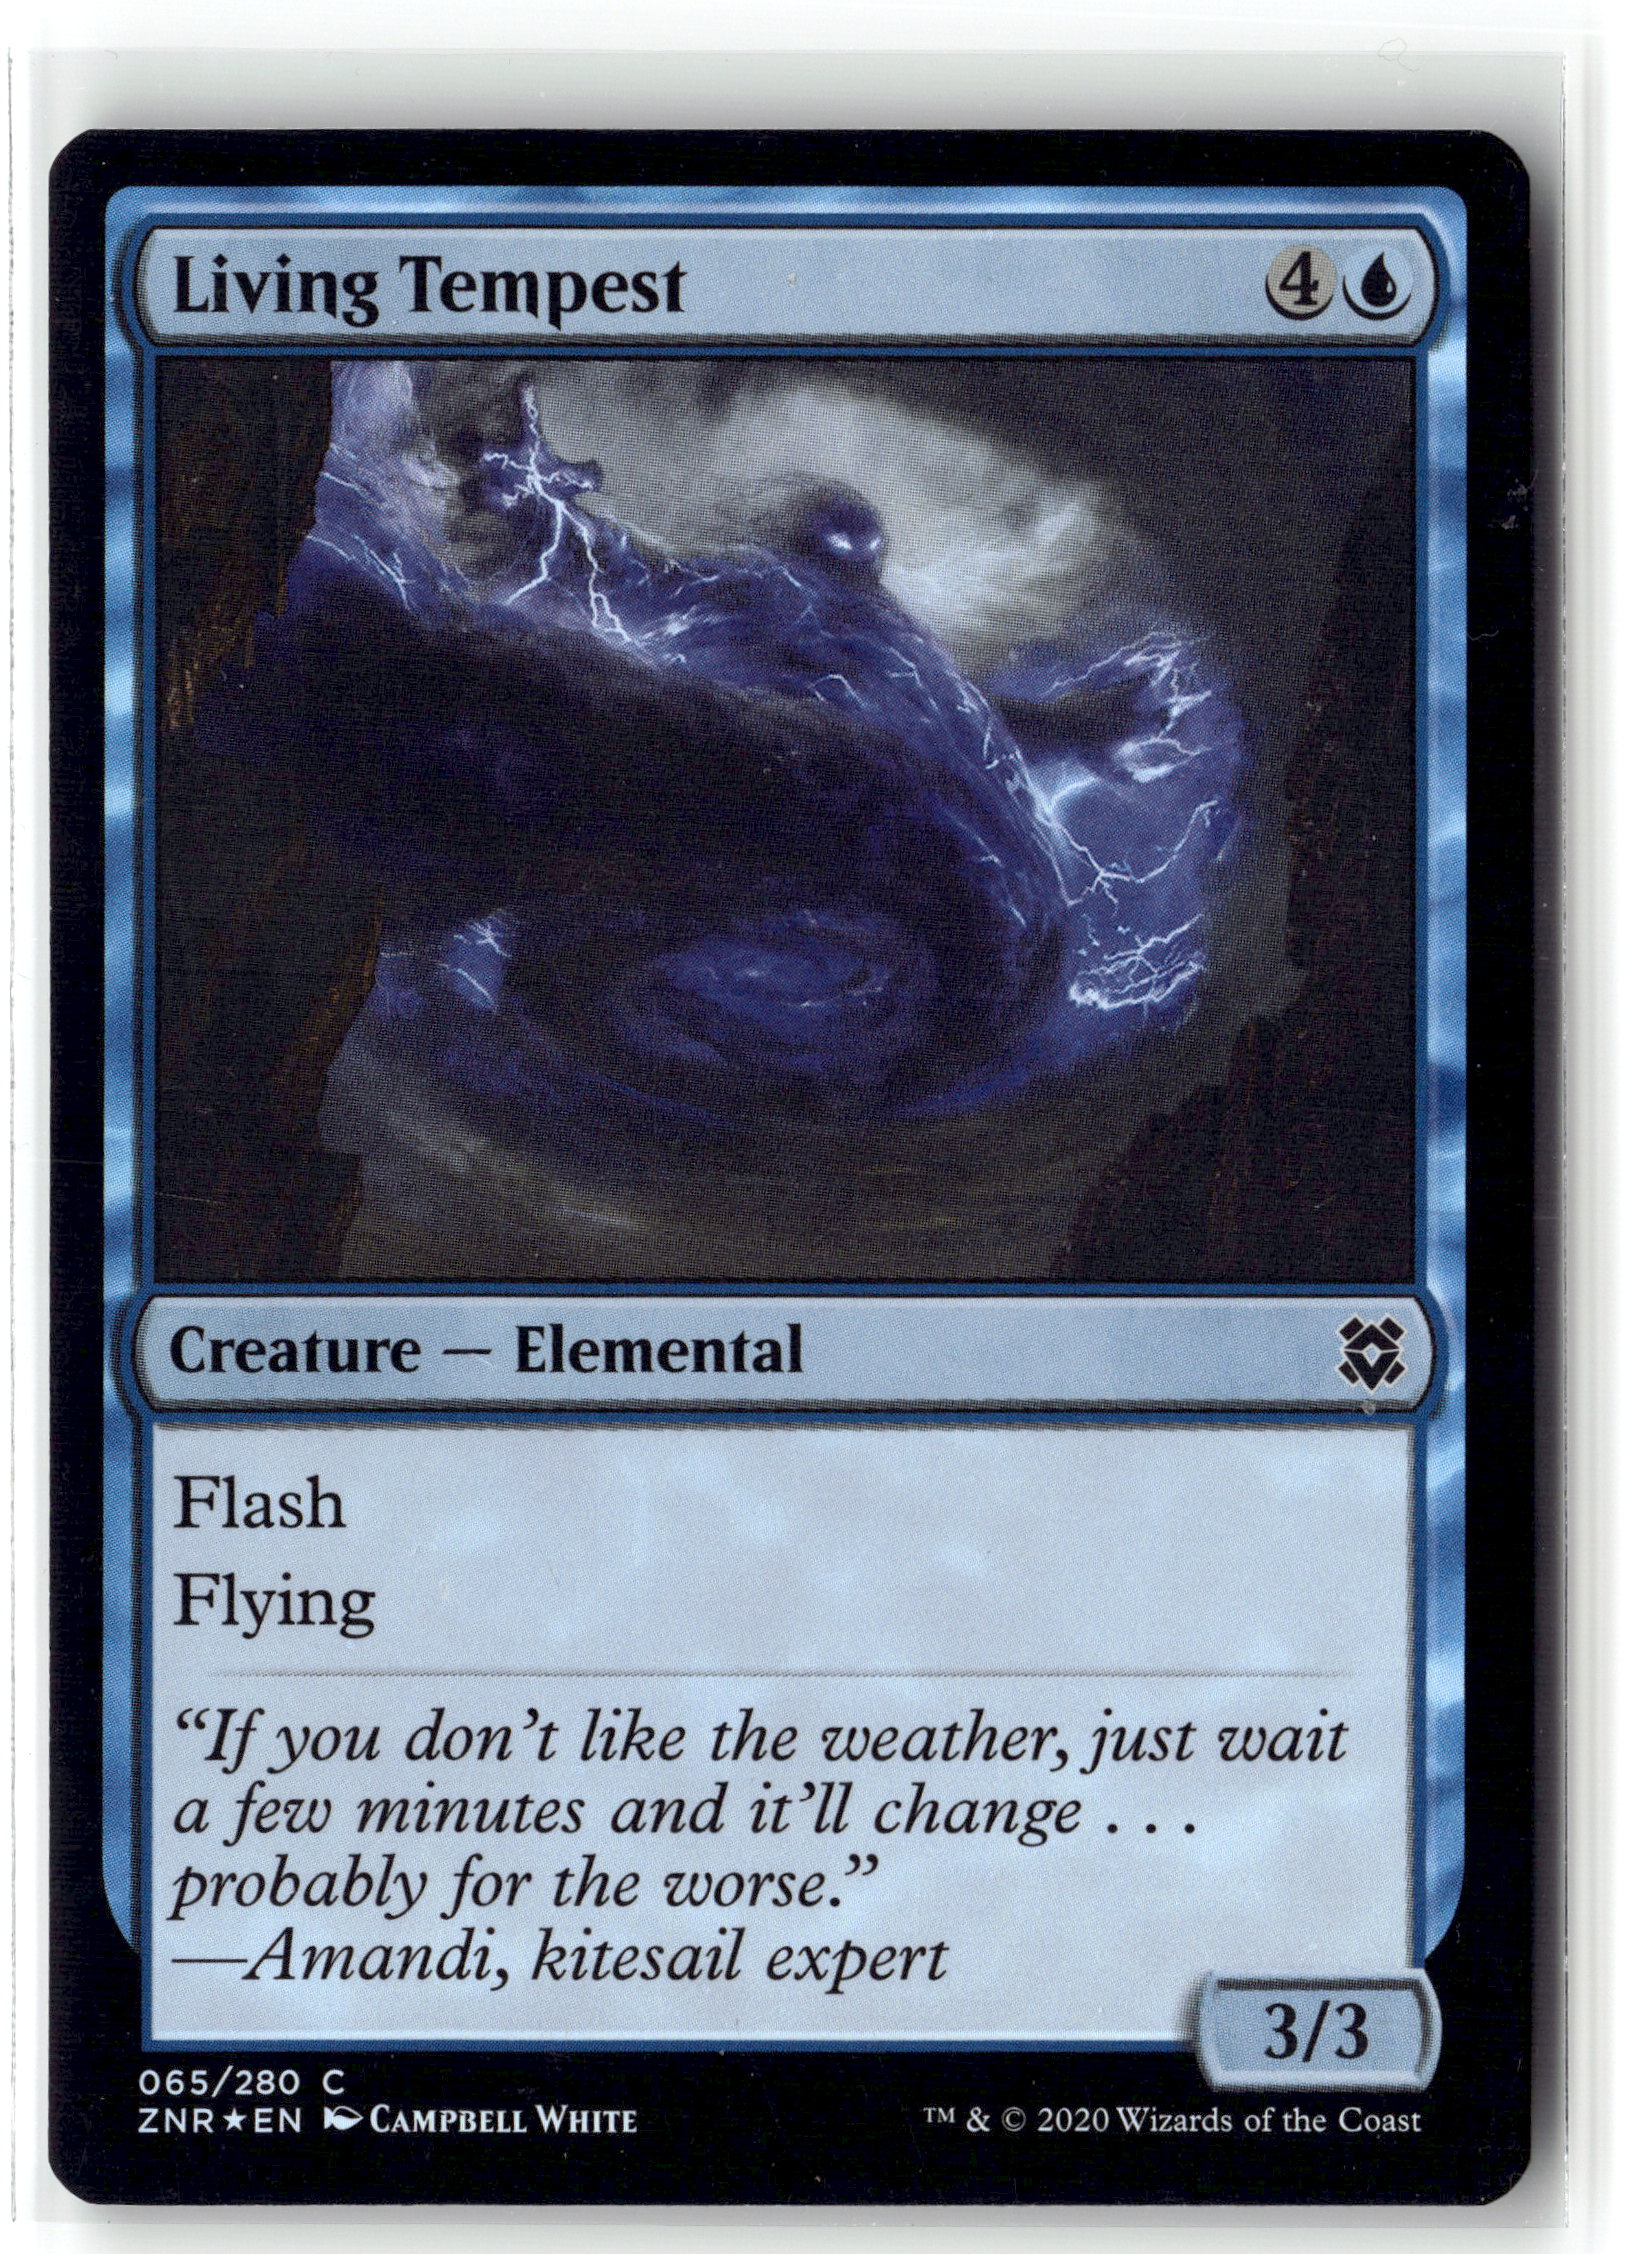 Living Tempest 4
Creature — Elemental
Flash
Flying
“If you don’t like the weather, just wait
a few minutes and it’ll change . . .
probably for the worse.”
—Amandi, kitesail expert
3/3
065/280 C
ZNR★EN CAMPBELL WHITE
™ & © 2020 Wizards of the Coast